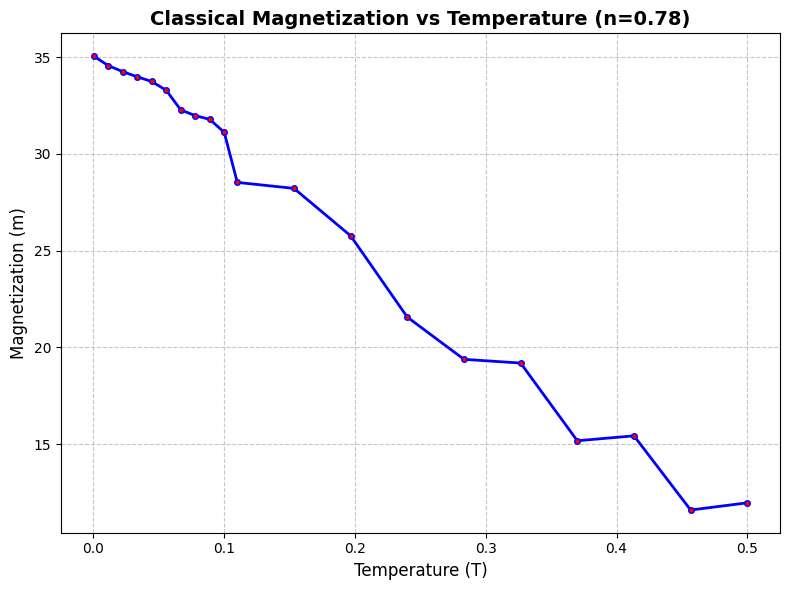 Classical Magnetization vs Temperature (n=0.78)
Magnetization (m)
35
30
25
20
15
0.0 0.1 0.2 0.3 0.4 0.5
Temperature (T)